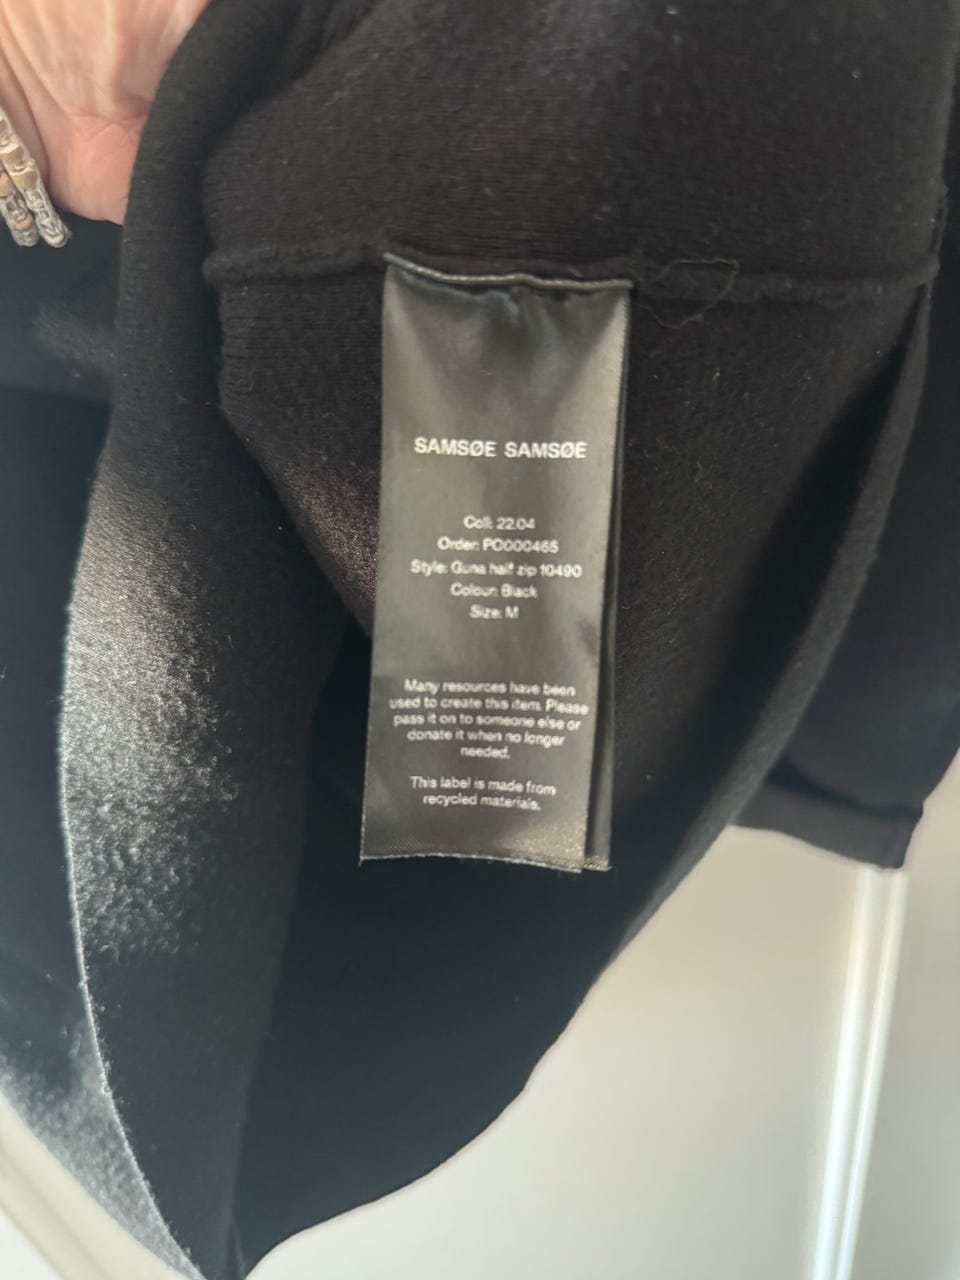 SAMSØE SAMSØE
Coll: 22.04
Order: PO000465
Style: Guna half zip 10490
Colour: Black
Size: M
Many resources have been
used to create this item. Please
pass it on to someone else or
donate it when no longer
needed.
This label is made from
recycled materials.